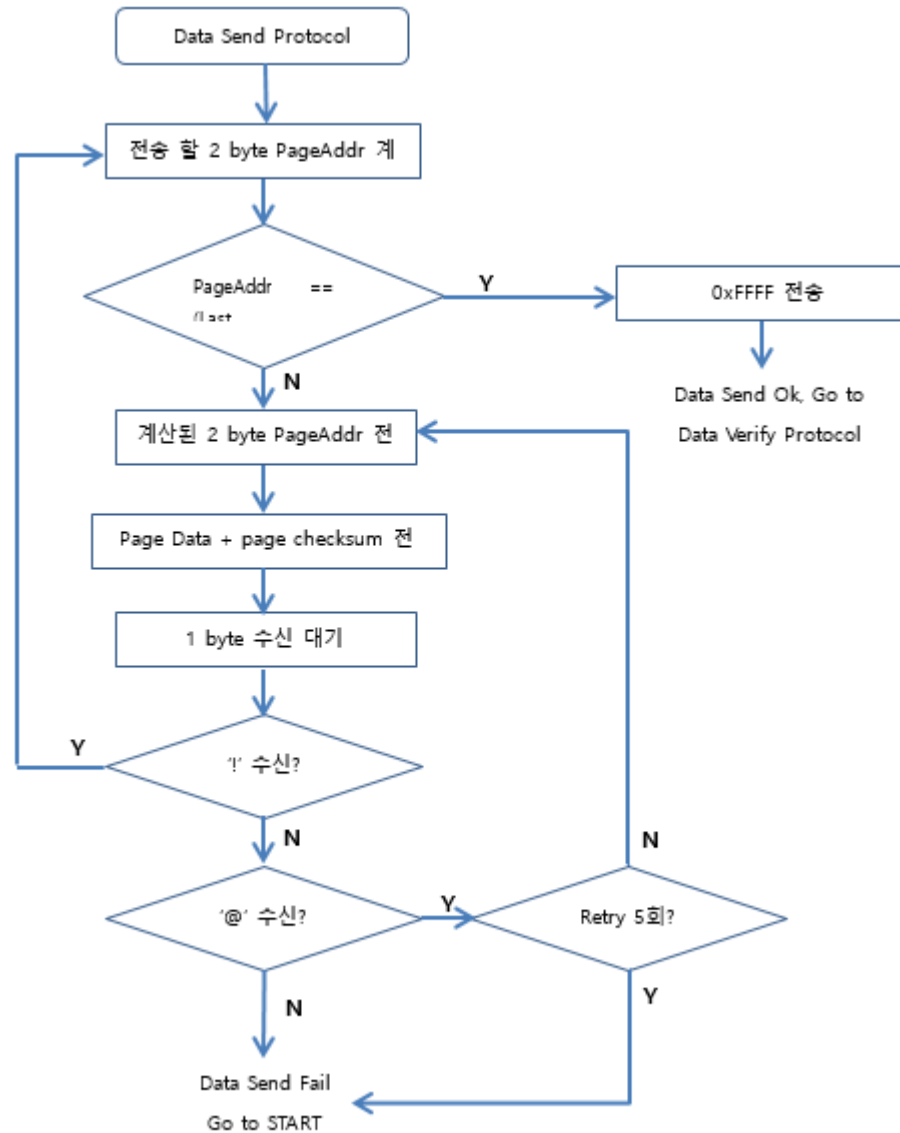 Data Send Protocol
전송 할 2 byte PageAddr 계
PageAddr ==
Y
0xFFFF 전송
N
Data Send Ok, Go to
Data Verify Protocol
계산된 2 byte PageAddr 전
Page Data + page checksum 전
1 byte 수신 대기
Y
'!' 수신?
N
N
'@' 수신?
Y
Retry 5회?
N
Y
Data Send Fail
Go to START